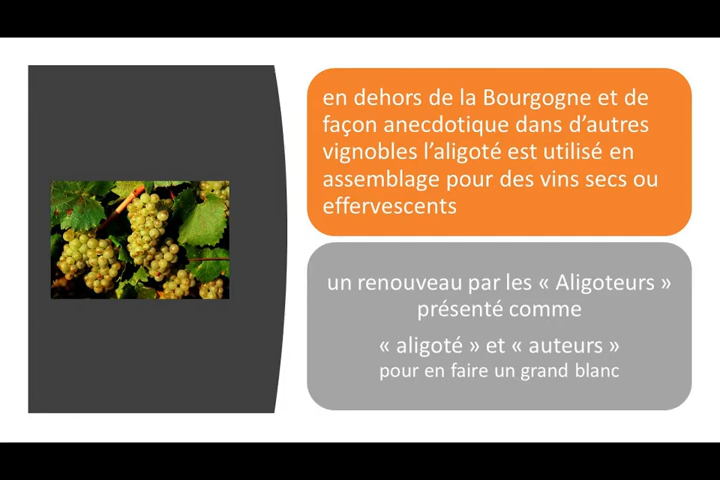 en dehors de la Bourgogne et de
façon anecdotique dans d’autres
vignobles l’aligoté est utilisé en
assemblage pour des vins secs ou
effervescents
un renouveau par les « Aligoteurs »
présenté comme
« aligoté » et « auteurs »
pour en faire un grand blanc